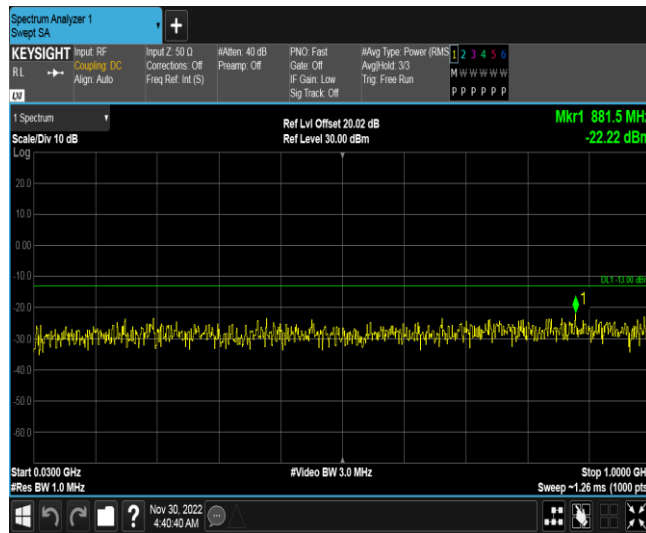 Spectrum Analyzer 1
Swept SA
KEYSIGHT
RL
LXI
Input: RF
Coupling: DC
Align: Auto
Input Z: 50 Ω
Corrections: Off
Freq Ref: Int (S)
#Atten: 40 dB
Preamp: Off
PNO: Fast
Gate: Off
IF Gain: Low
Sig Track: Off
#Avg Type: Power (RMS
Avg|Hold: 3/3
Trig: Free Run
1 2 3 4 5 6
M W W W W W
P P P P P P
1 Spectrum
Scale/Div 10 dB
Log
Ref Lvl Offset 20.02 dB
Ref Level 30.00 dBm
Mkr1 881.5 MHz
-22.22 dBm
20.0
10.0
0.00
-10.0
DL1 -13.00 dBm
1
-20.0
-30.0
-40.0
-50.0
-60.0
Start 0.0300 GHz
#Res BW 1.0 MHz
#Video BW 3.0 MHz
Stop 1.0000 GH
Sweep ~1.26 ms (1000 pts
?
Nov 30, 2022
4:40:40 AM